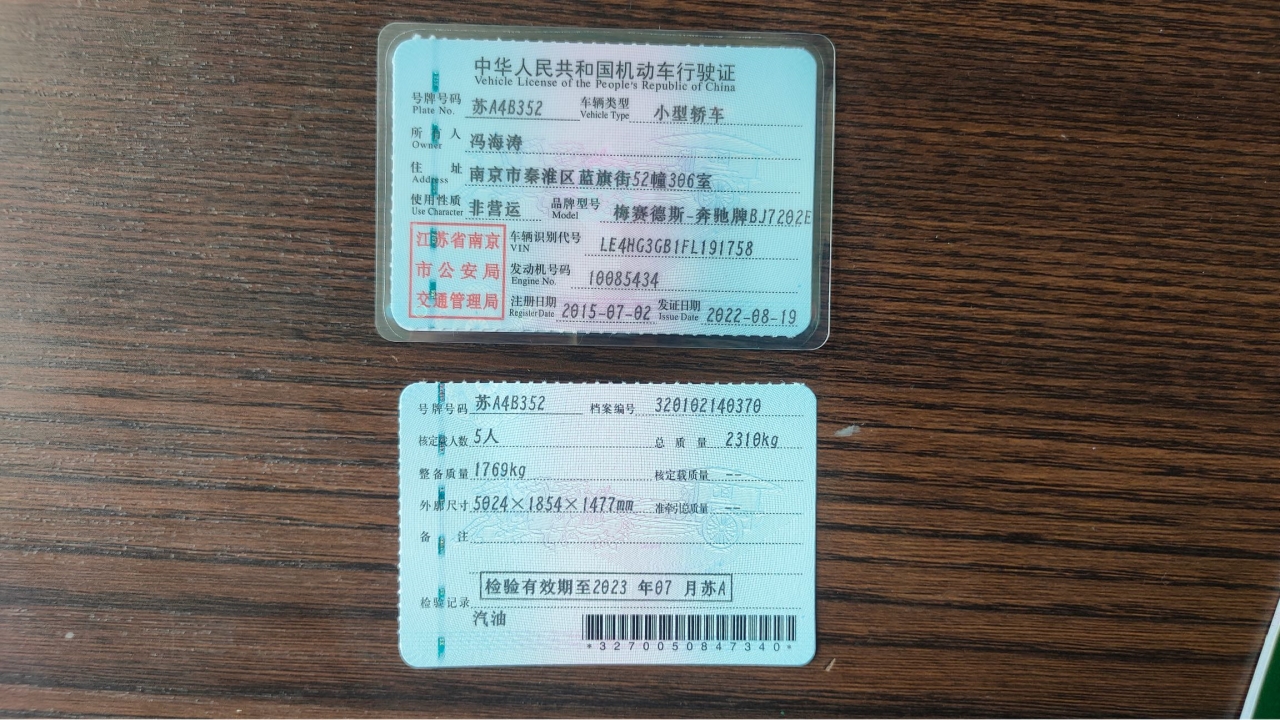 中华人民共和国机动车行驶证
Vehicle License of the People's Republic of China
号牌号码 苏A4B352 车辆类型 小型轿车
Plate No. Vehicle Type
所有人 冯海涛
Owner
住址 南京市秦淮区蓝旗街52幢306室
Address
使用性质 非营运 品牌型号 梅赛德斯-奔驰牌BJ7202E
Use Character Model
江苏省南京
市公安局
交通管理局
车辆识别代号 LE4HG3GB1FL191758
VIN
发动机号码 10085434
Engine No.
注册日期 2015-07-02 发证日期 2022-08-19
Register Date Issue Date
号牌号码 苏A4B352 档案编号 320102140370
核定载人数 5人 总质量 2310kg
整备质量 1769kg 核定载质量 --
外廓尺寸 5024×1854×1477mm 准牵引总质量 --
备注
检验有效期至2023 年07 月苏A
检验记录
汽油
*3270050847340*